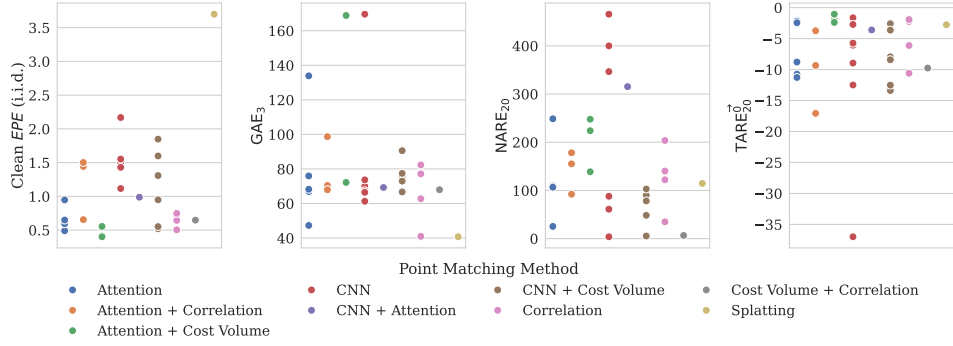 Clean EPE (i.i.d.)
3.5
3.0
2.5
2.0
1.5
1.0
0.5
GAE3
160
140
120
100
80
60
40
NARE20
400
300
200
100
0
TARE20 0→
0
−5
−10
−15
−20
−25
−30
−35
Point Matching Method
Attention
CNN
CNN + Cost Volume
Cost Volume + Correlation
Attention + Correlation
CNN + Attention
Correlation
Splatting
Attention + Cost Volume